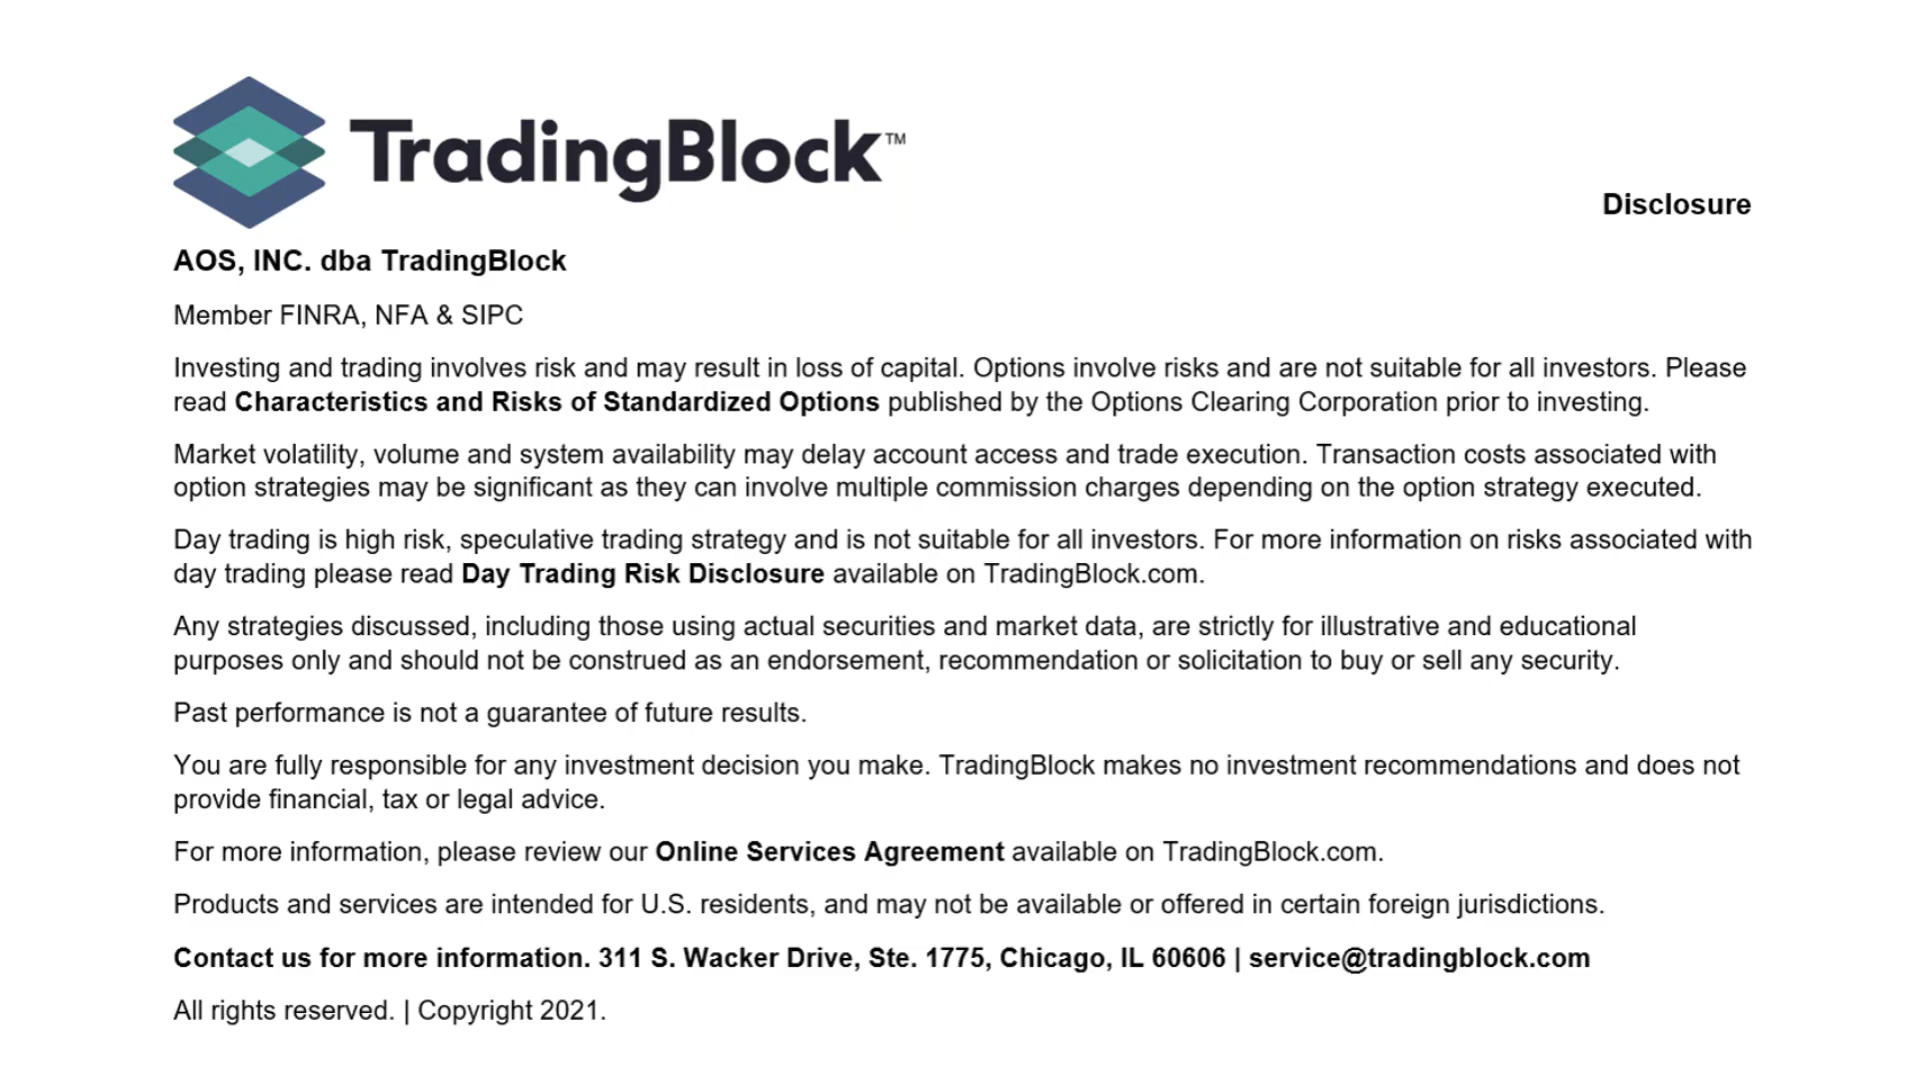 TradingBlock™
Disclosure
AOS, INC. dba TradingBlock
Member FINRA, NFA & SIPC
Investing and trading involves risk and may result in loss of capital. Options involve risks and are not suitable for all investors. Please
read Characteristics and Risks of Standardized Options published by the Options Clearing Corporation prior to investing.
Market volatility, volume and system availability may delay account access and trade execution. Transaction costs associated with
option strategies may be significant as they can involve multiple commission charges depending on the option strategy executed.
Day trading is high risk, speculative trading strategy and is not suitable for all investors. For more information on risks associated with
day trading please read Day Trading Risk Disclosure available on TradingBlock.com.
Any strategies discussed, including those using actual securities and market data, are strictly for illustrative and educational
purposes only and should not be construed as an endorsement, recommendation or solicitation to buy or sell any security.
Past performance is not a guarantee of future results.
You are fully responsible for any investment decision you make. TradingBlock makes no investment recommendations and does not
provide financial, tax or legal advice.
For more information, please review our Online Services Agreement available on TradingBlock.com.
Products and services are intended for U.S. residents, and may not be available or offered in certain foreign jurisdictions.
Contact us for more information. 311 S. Wacker Drive, Ste. 1775, Chicago, IL 60606 | service@tradingblock.com
All rights reserved. | Copyright 2021.